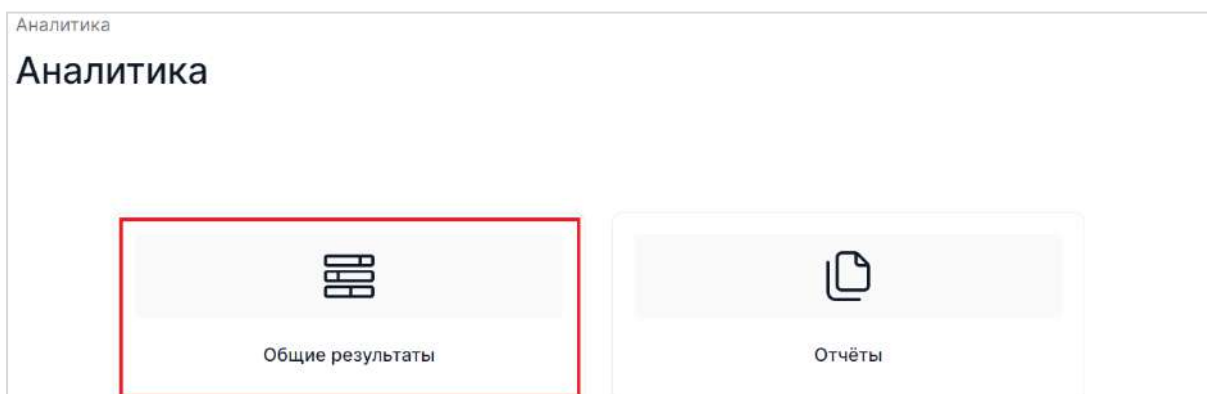 Аналитика
Аналитика
Общие результаты
Отчёты